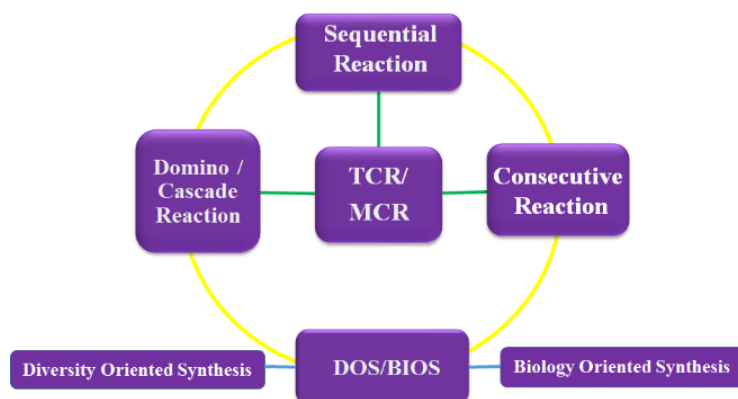 Sequential
Reaction
Domino /
Cascade
Reaction
TCR/
MCR
Consecutive
Reaction
Diversity Oriented Synthesis
DOS/BIOS
Biology Oriented Synthesis